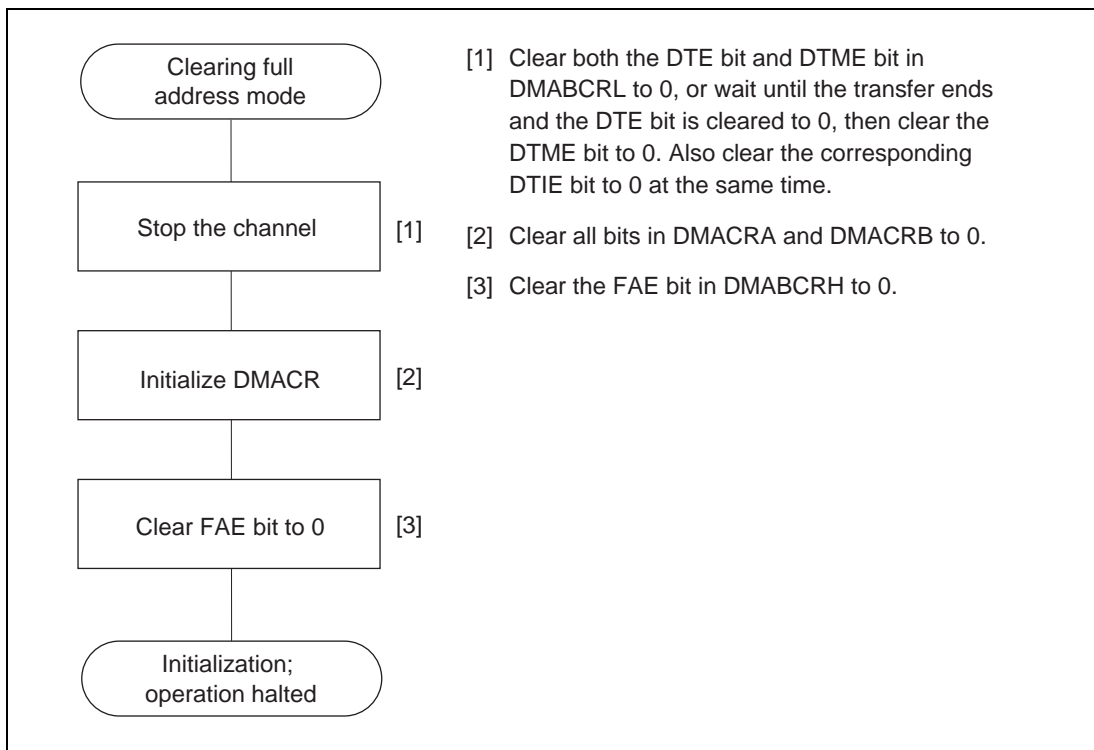 Clearing full
address mode
Stop the channel
[1]
Initialize DMACR
[2]
Clear FAE bit to 0
[3]
Initialization;
operation halted
[1] Clear both the DTE bit and DTME bit in
DMABCRL to 0, or wait until the transfer ends
and the DTE bit is cleared to 0, then clear the
DTME bit to 0. Also clear the corresponding
DTIE bit to 0 at the same time.
[2] Clear all bits in DMACRA and DMACRB to 0.
[3] Clear the FAE bit in DMABCRH to 0.